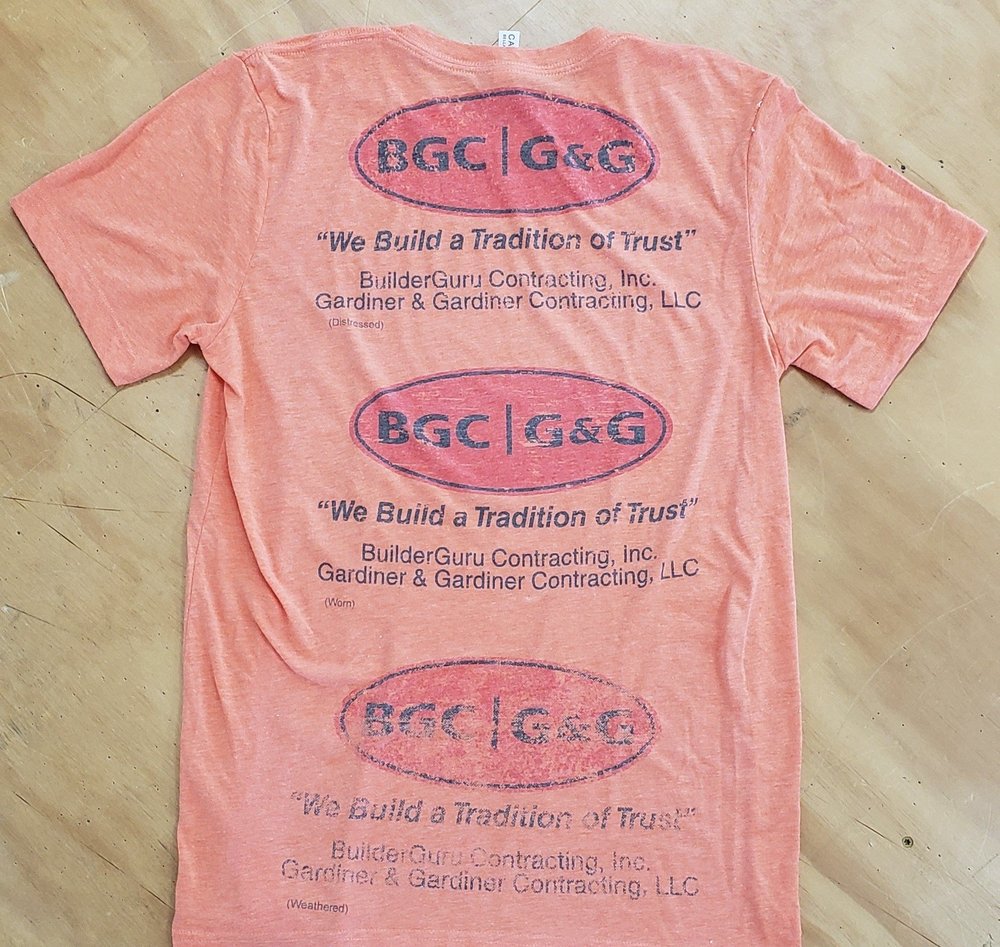 CA
BGC | G&G
“We Build a Tradition of Trust”
BuilderGuru Contracting, Inc.
Gardiner & Gardiner Contracting, LLC
(Distressed)
BGC | G&G
“We Build a Tradition of Trust”
BuilderGuru Contracting, Inc.
Gardiner & Gardiner Contracting, LLC
(Worn)
BGC | G&G
“We Build a Tradition of Trust”
BuilderGuru Contracting, Inc.
Gardiner & Gardiner Contracting, LLC
(Weathered)